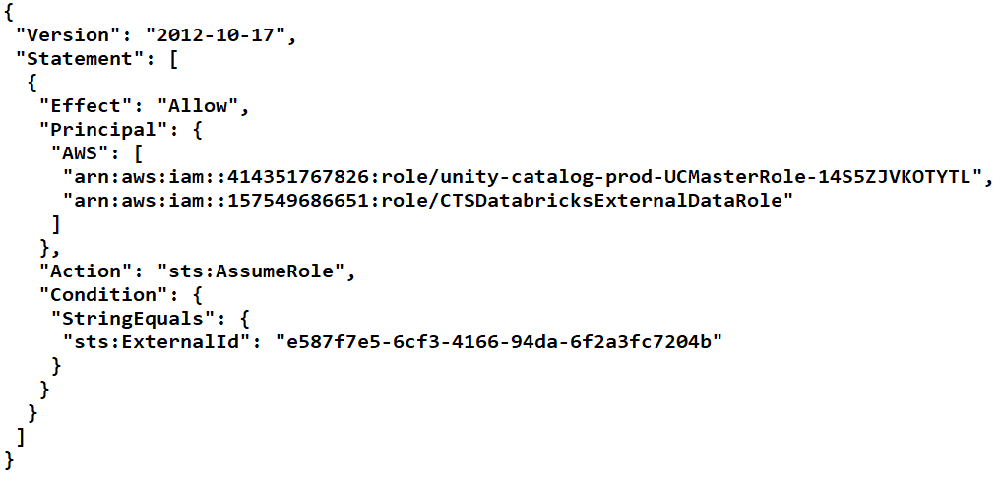 {
"Version": "2012-10-17",
"Statement": [
{
"Effect": "Allow",
"Principal": {
"AWS": [
"arn:aws:iam::414351767826:role/unity-catalog-prod-UCMasterRole-14S5ZJVKOTYTL",
"arn:aws:iam::157549686651:role/CTSDatabricksExternalDataRole"
]
},
"Action": "sts:AssumeRole",
"Condition": {
"StringEquals": {
"sts:ExternalId": "e587f7e5-6cf3-4166-94da-6f2a3fc7204b"
}
}
}
]
}